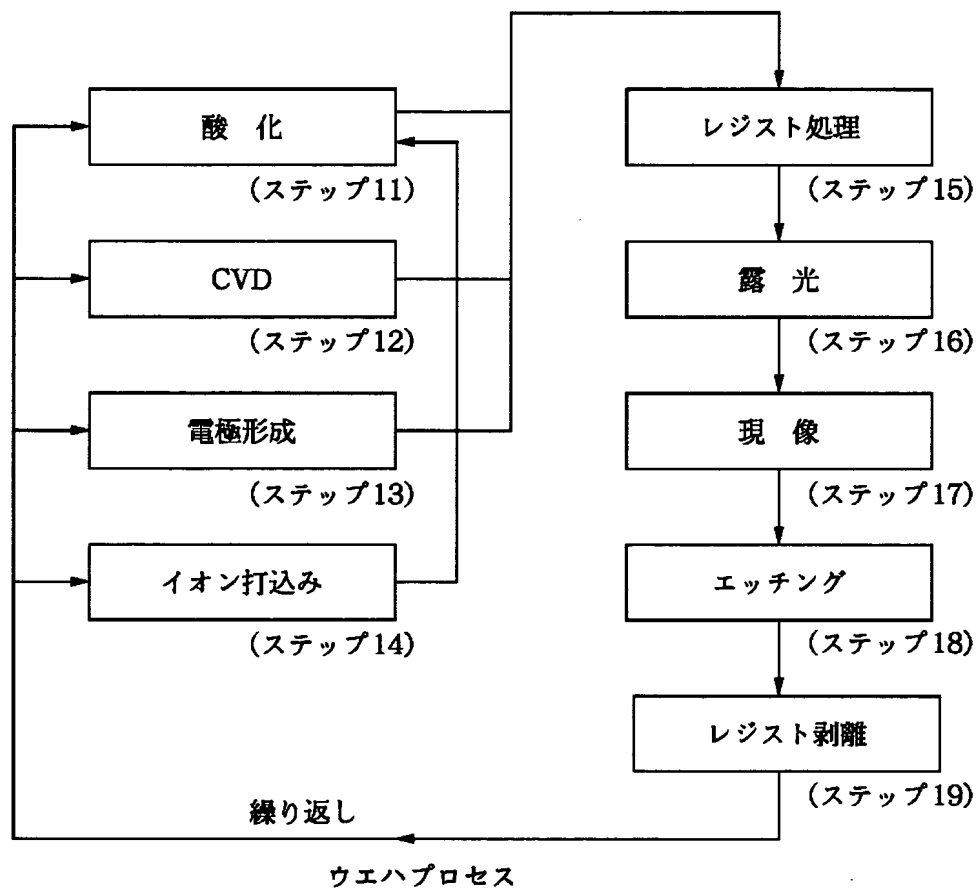 酸　化
(ステップ11)
CVD
(ステップ12)
電極形成
(ステップ13)
イオン打込み
(ステップ14)
レジスト処理
(ステップ15)
露　光
(ステップ16)
現　像
(ステップ17)
エッチング
(ステップ18)
レジスト剥離
(ステップ19)
繰り返し
ウエハプロセス